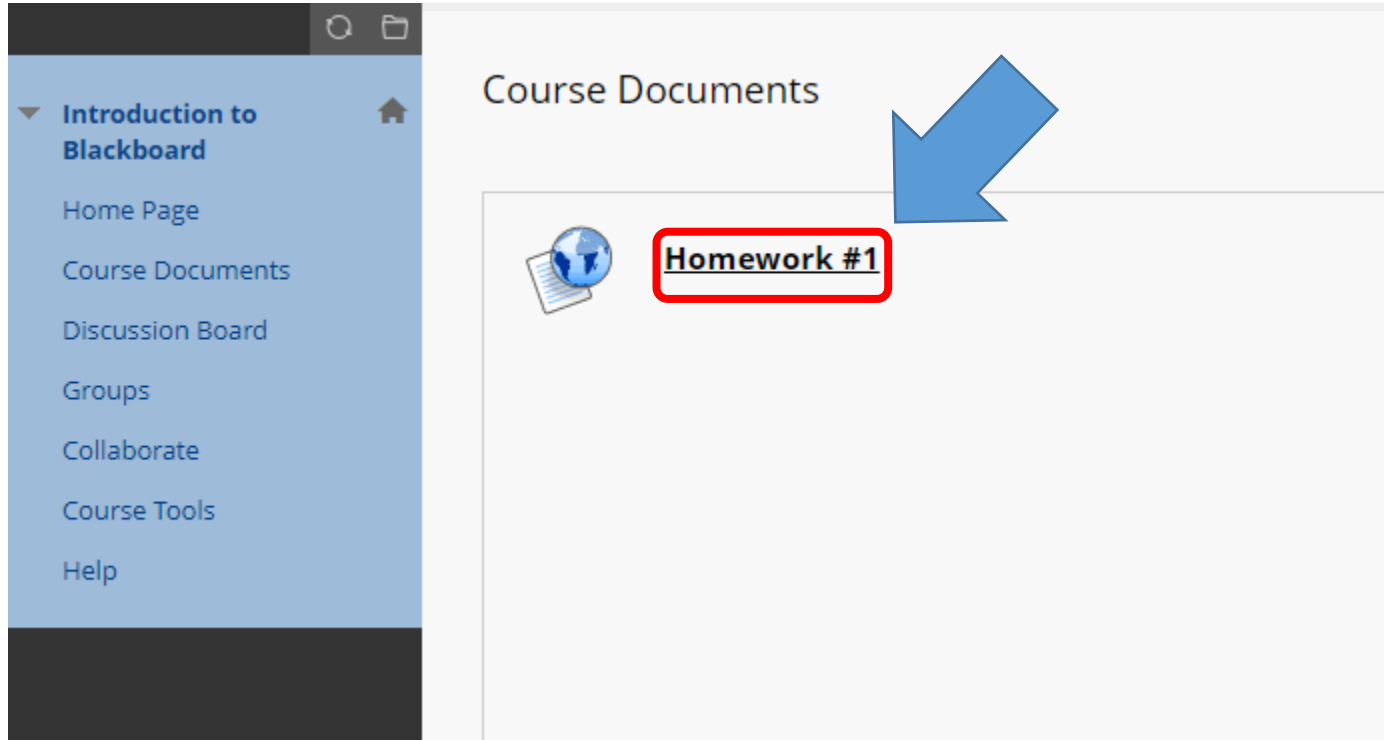 Introduction to
Blackboard
Home Page
Course Documents
Discussion Board
Groups
Collaborate
Course Tools
Help
Course Documents
Homework #1